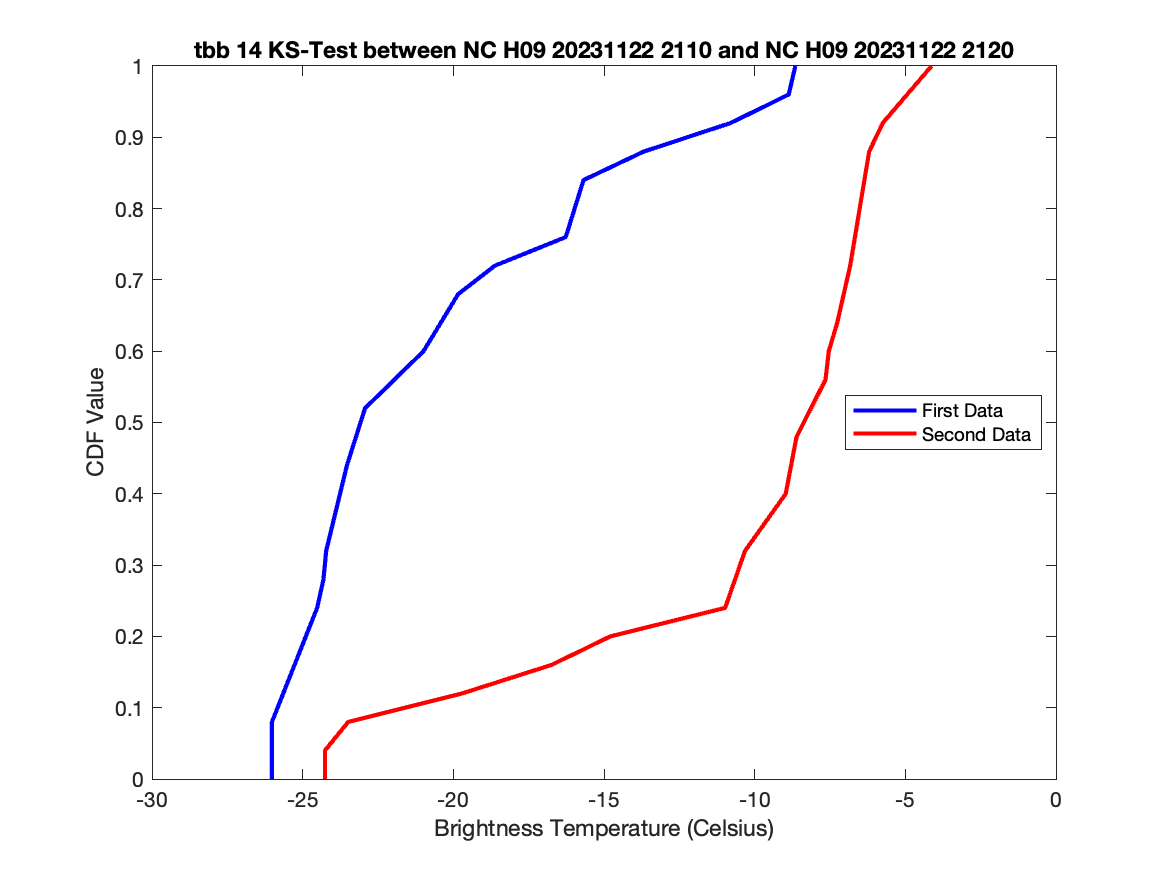 tbb 14 KS-Test between NC H09 20231122 2110 and NC H09 20231122 2120
1
0.9
0.8
0.7
0.6
0.5
0.4
0.3
0.2
0.1
0
CDF Value
First Data
Second Data
-30 -25 -20 -15 -10 -5 0
Brightness Temperature (Celsius)